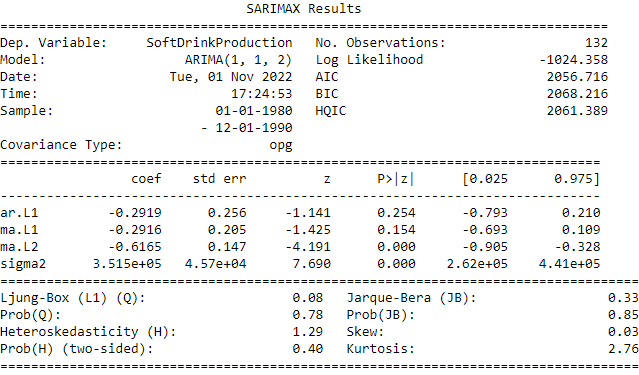 SARIMAX Results
==============================================================================
Dep. Variable: SoftDrinkProduction No. Observations: 132
Model: ARIMA(1, 1, 2) Log Likelihood -1024.358
Date: Tue, 01 Nov 2022 AIC 2056.716
Time: 17:24:53 BIC 2068.216
Sample: 01-01-1980 HQIC 2061.389
- 12-01-1990
Covariance Type: opg
==============================================================================
coef std err z P>|z| [0.025 0.975]
------------------------------------------------------------------------------
ar.L1 -0.2919 0.256 -1.141 0.254 -0.793 0.210
ma.L1 -0.2916 0.205 -1.425 0.154 -0.693 0.109
ma.L2 -0.6165 0.147 -4.191 0.000 -0.905 -0.328
sigma2 3.515e+05 4.57e+04 7.690 0.000 2.62e+05 4.41e+05
==============================================================================
Ljung-Box (L1) (Q): 0.08 Jarque-Bera (JB): 0.33
Prob(Q): 0.78 Prob(JB): 0.85
Heteroskedasticity (H): 1.29 Skew: 0.03
Prob(H) (two-sided): 0.40 Kurtosis: 2.76
==============================================================================